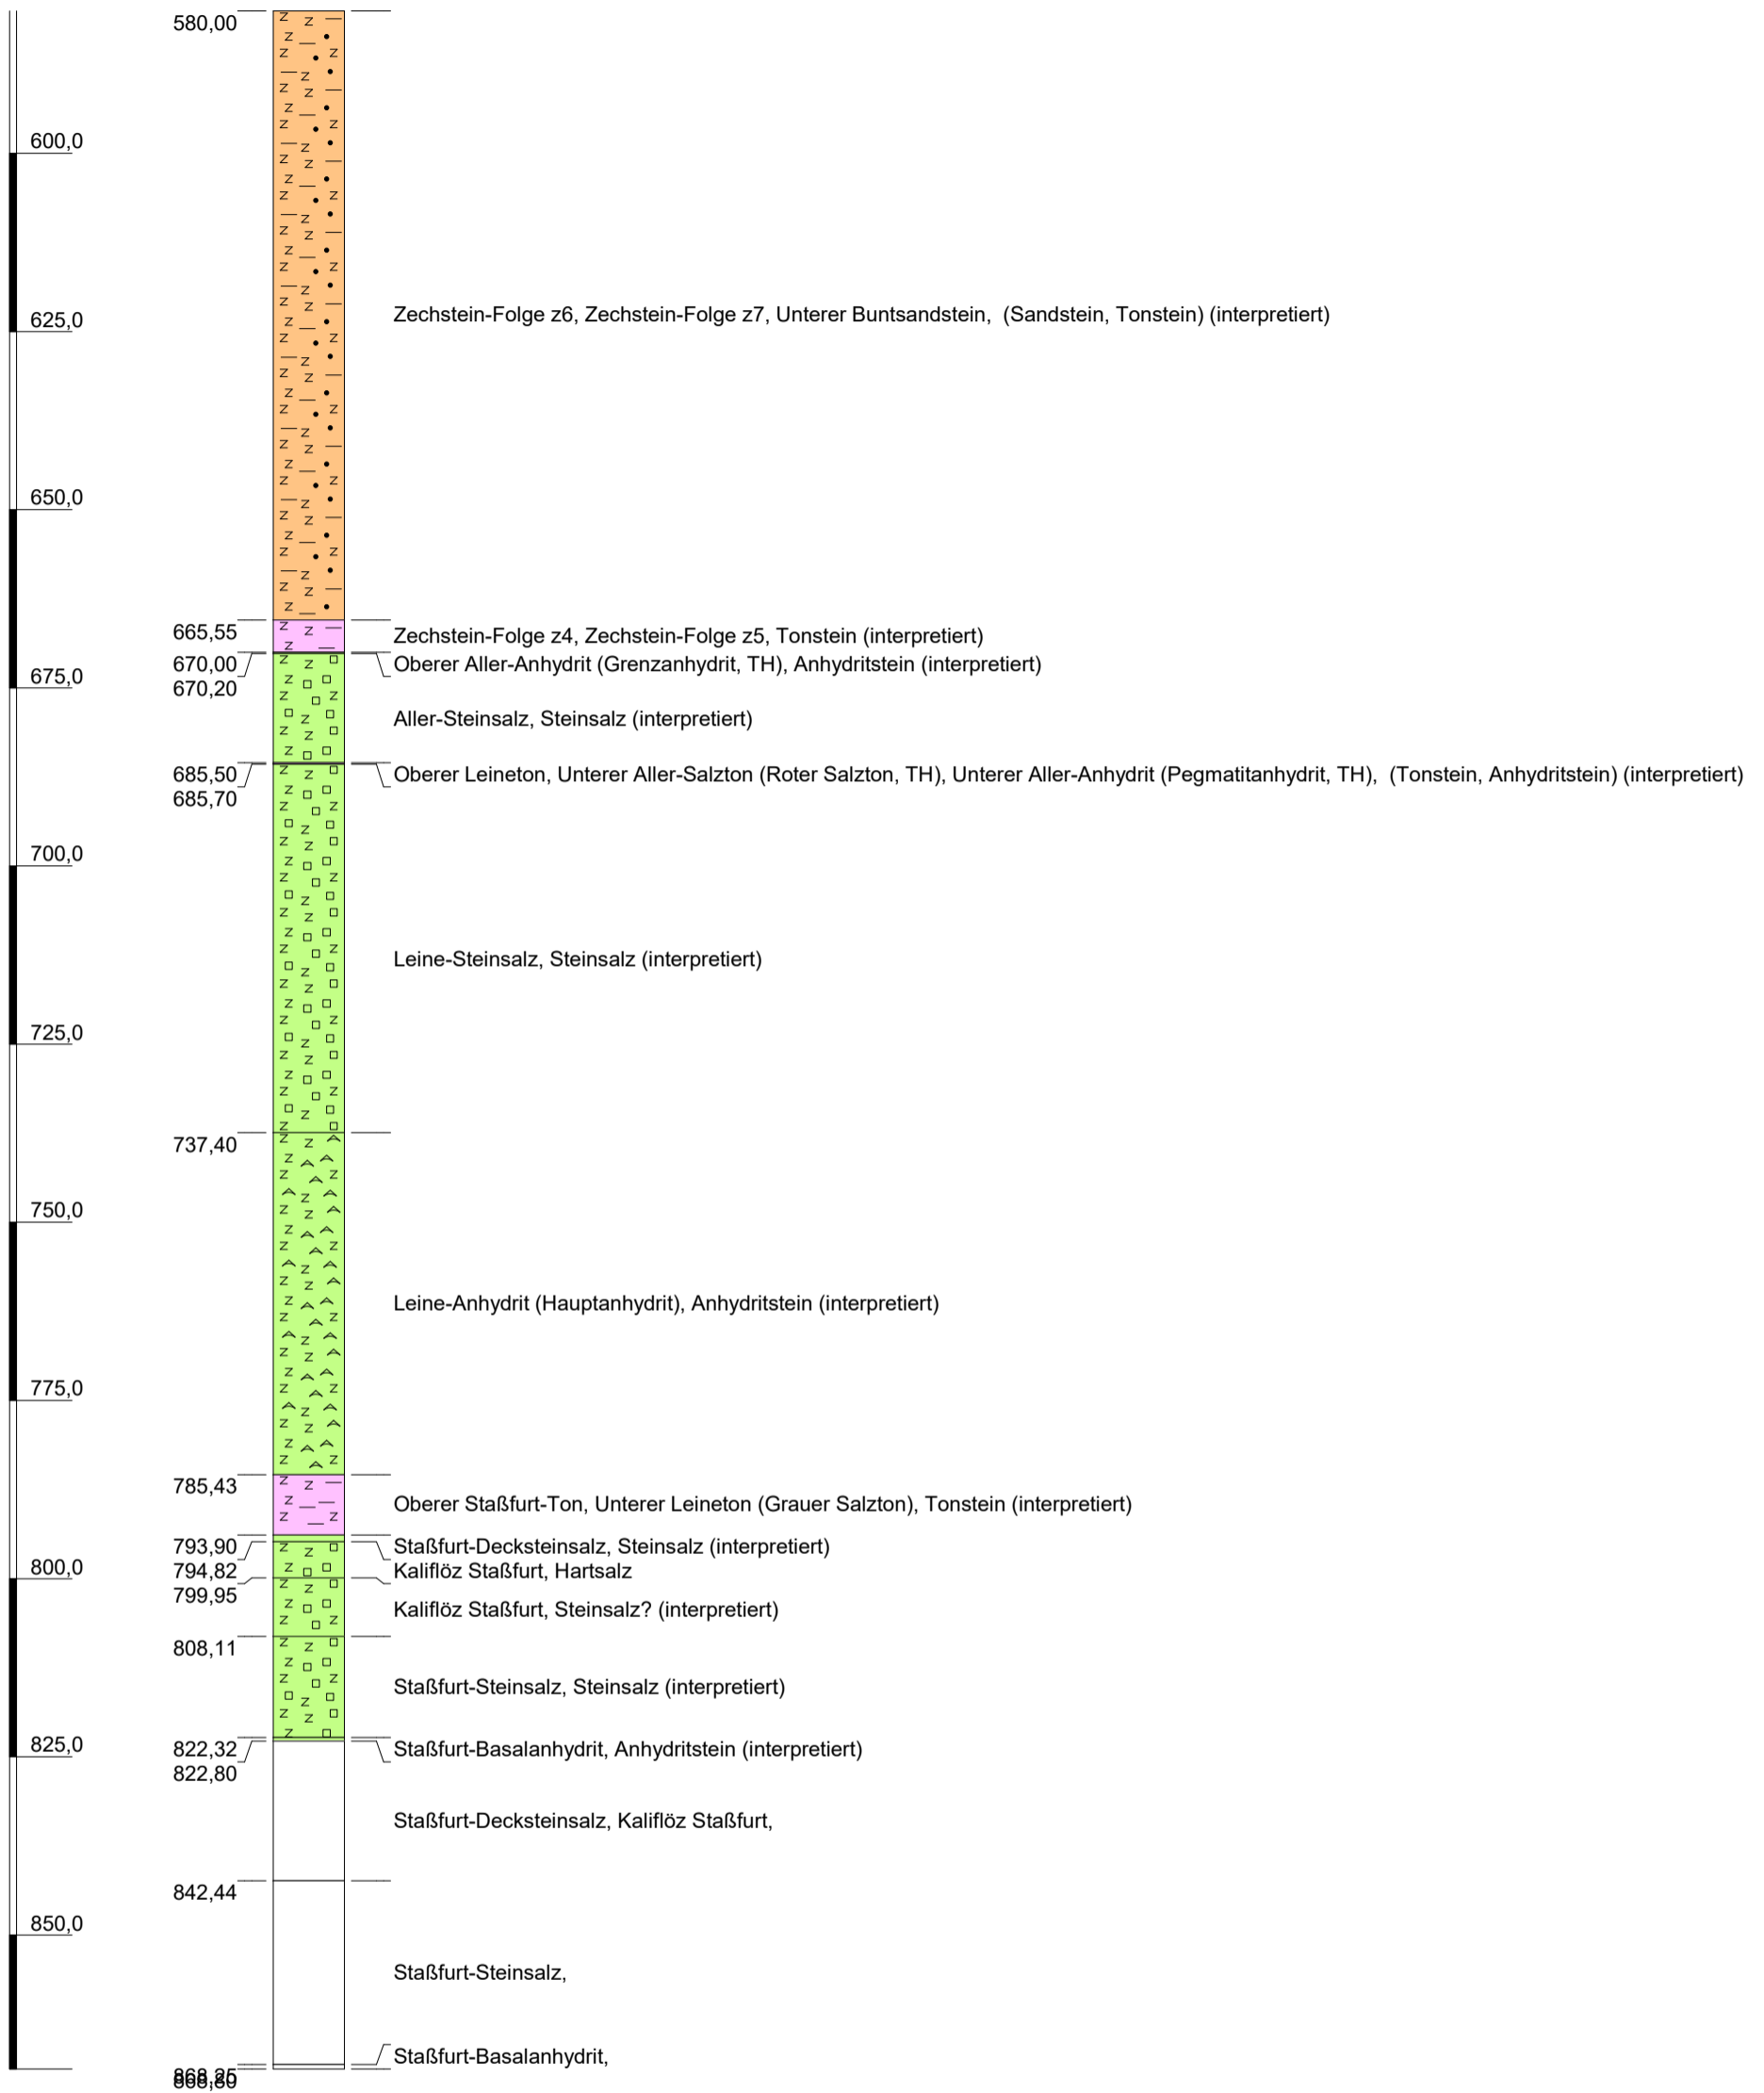 580,00
600,0
Zechstein-Folge z6, Zechstein-Folge z7, Unterer Buntsandstein,  (Sandstein, Tonstein) (interpretiert)
625,0
650,0
665,55
Zechstein-Folge z4, Zechstein-Folge z5, Tonstein (interpretiert)
670,00
Oberer Aller-Anhydrit (Grenzanhydrit, TH), Anhydritstein (interpretiert)
675,0
670,20
Aller-Steinsalz, Steinsalz (interpretiert)
685,50
Oberer Leineton, Unterer Aller-Salzton (Roter Salzton, TH), Unterer Aller-Anhydrit (Pegmatitanhydrit, TH),  (Tonstein, Anhydritstein) (interpretiert)
685,70
700,0
Leine-Steinsalz, Steinsalz (interpretiert)
725,0
737,40
750,0
Leine-Anhydrit (Hauptanhydrit), Anhydritstein (interpretiert)
775,0
785,43
Oberer Staßfurt-Ton, Unterer Leineton (Grauer Salzton), Tonstein (interpretiert)
793,90
Staßfurt-Decksteinsalz, Steinsalz (interpretiert)
800,0
794,82
Kaliflöz Staßfurt, Hartsalz
799,95
Kaliflöz Staßfurt, Steinsalz? (interpretiert)
808,11
Staßfurt-Steinsalz, Steinsalz (interpretiert)
825,0
822,32
Staßfurt-Basalanhydrit, Anhydritstein (interpretiert)
822,80
Staßfurt-Decksteinsalz, Kaliflöz Staßfurt,
842,44
850,0
Staßfurt-Steinsalz,
Staßfurt-Basalanhydrit,